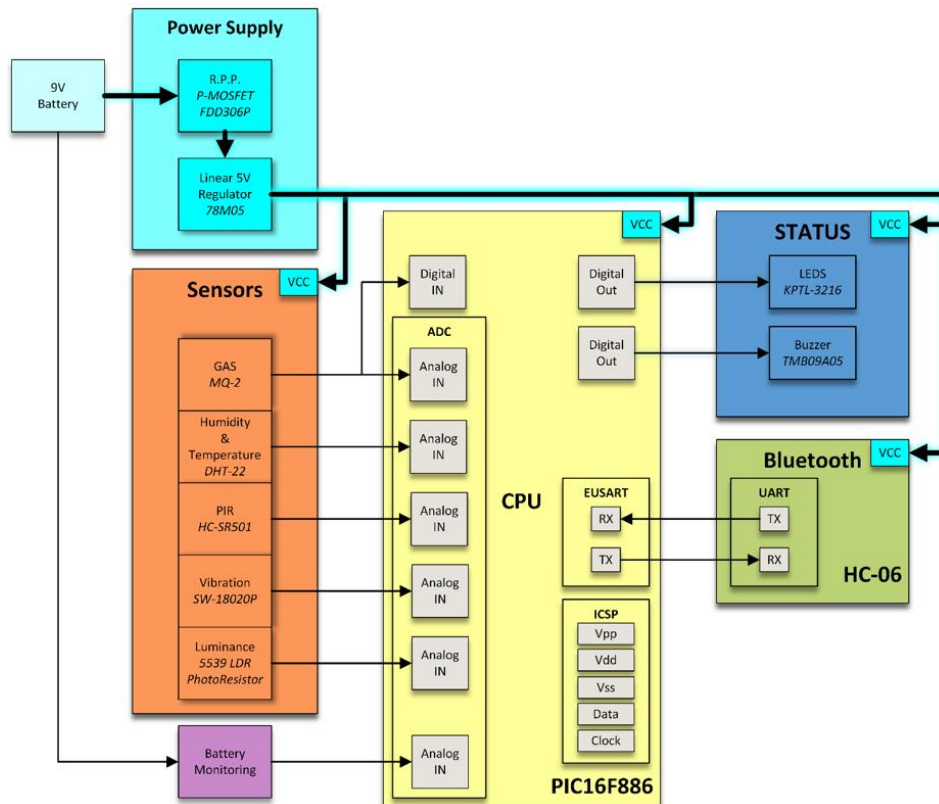 Power Supply
9V
Battery
R.P.P.
P-MOSFET
FDD306P
Linear 5V
Regulator
78M05
Sensors
VCC
GAS
MQ-2
Humidity
&
Temperature
DHT-22
PIR
HC-SR501
Vibration
SW-18020P
Luminance
5539 LDR
PhotoResistor
Battery
Monitoring
VCC
Digital
IN
ADC
Analog
IN
Analog
IN
Analog
IN
Analog
IN
Analog
IN
Analog
IN
CPU
Digital
Out
Digital
Out
EUSART
RX
TX
ICSP
Vpp
Vdd
Vss
Data
Clock
PIC16F886
STATUS
VCC
LEDS
KPTL-3216
Buzzer
TMB09A05
Bluetooth
VCC
UART
TX
RX
HC-06